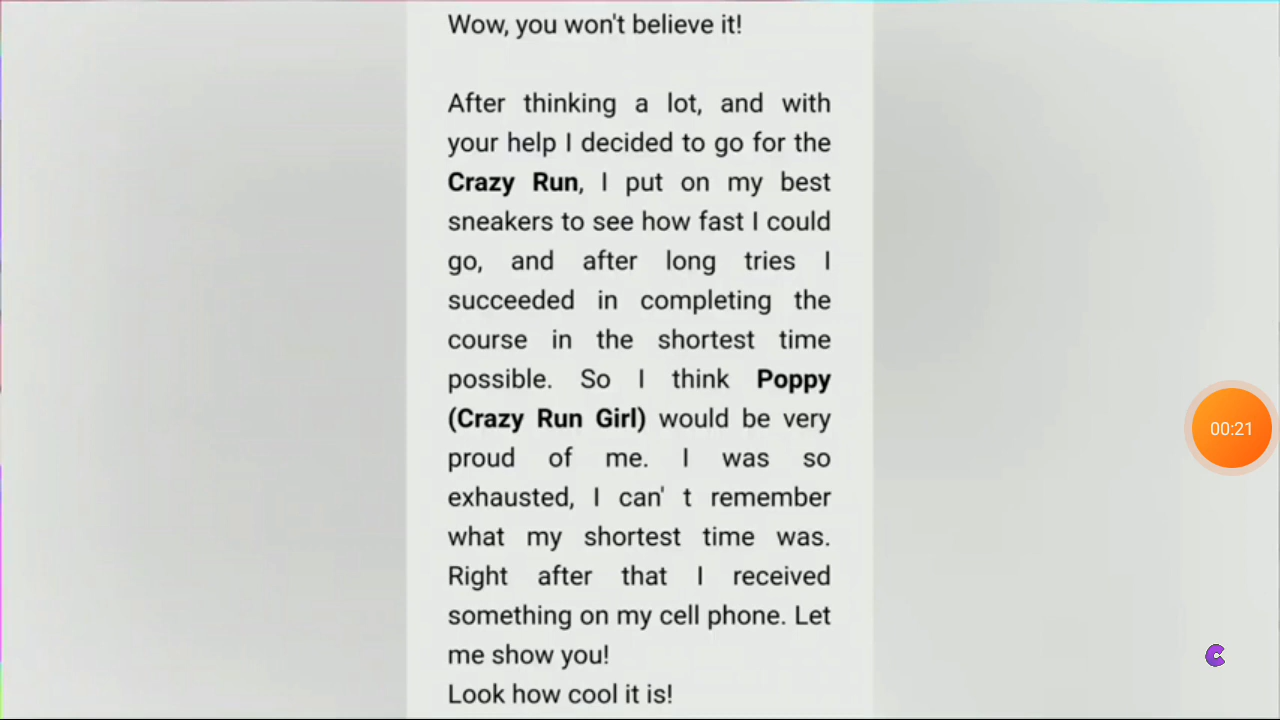 Wow, you won't believe it!
After thinking a lot, and with
your help I decided to go for the
Crazy Run, I put on my best
sneakers to see how fast I could
go, and after long tries I
succeeded in completing the
course in the shortest time
possible. So I think Poppy
(Crazy Run Girl) would be very
proud of me. I was so
exhausted, I can' t remember
what my shortest time was.
Right after that I received
something on my cell phone. Let
me show you!
Look how cool it is!
00:21